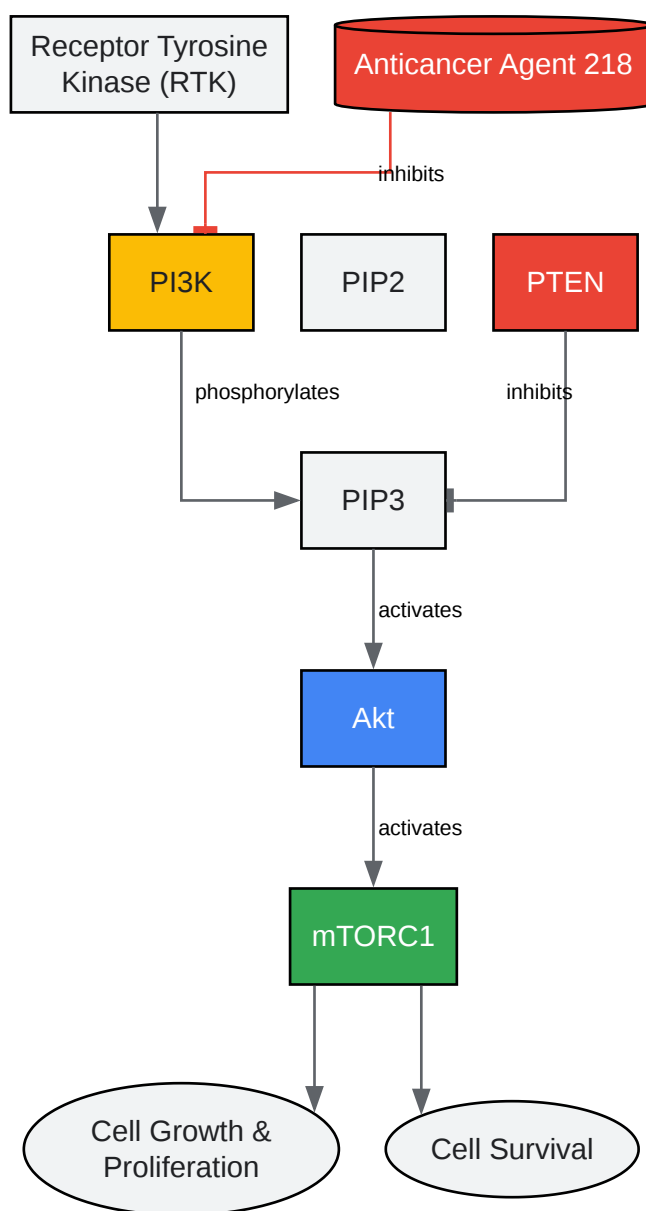 Receptor Tyrosine
Kinase (RTK)
Anticancer Agent 218
inhibits
PI3K
PIP2
PTEN
phosphorylates
inhibits
PIP3
activates
Akt
activates
mTORC1
Cell Growth &
Proliferation
Cell Survival